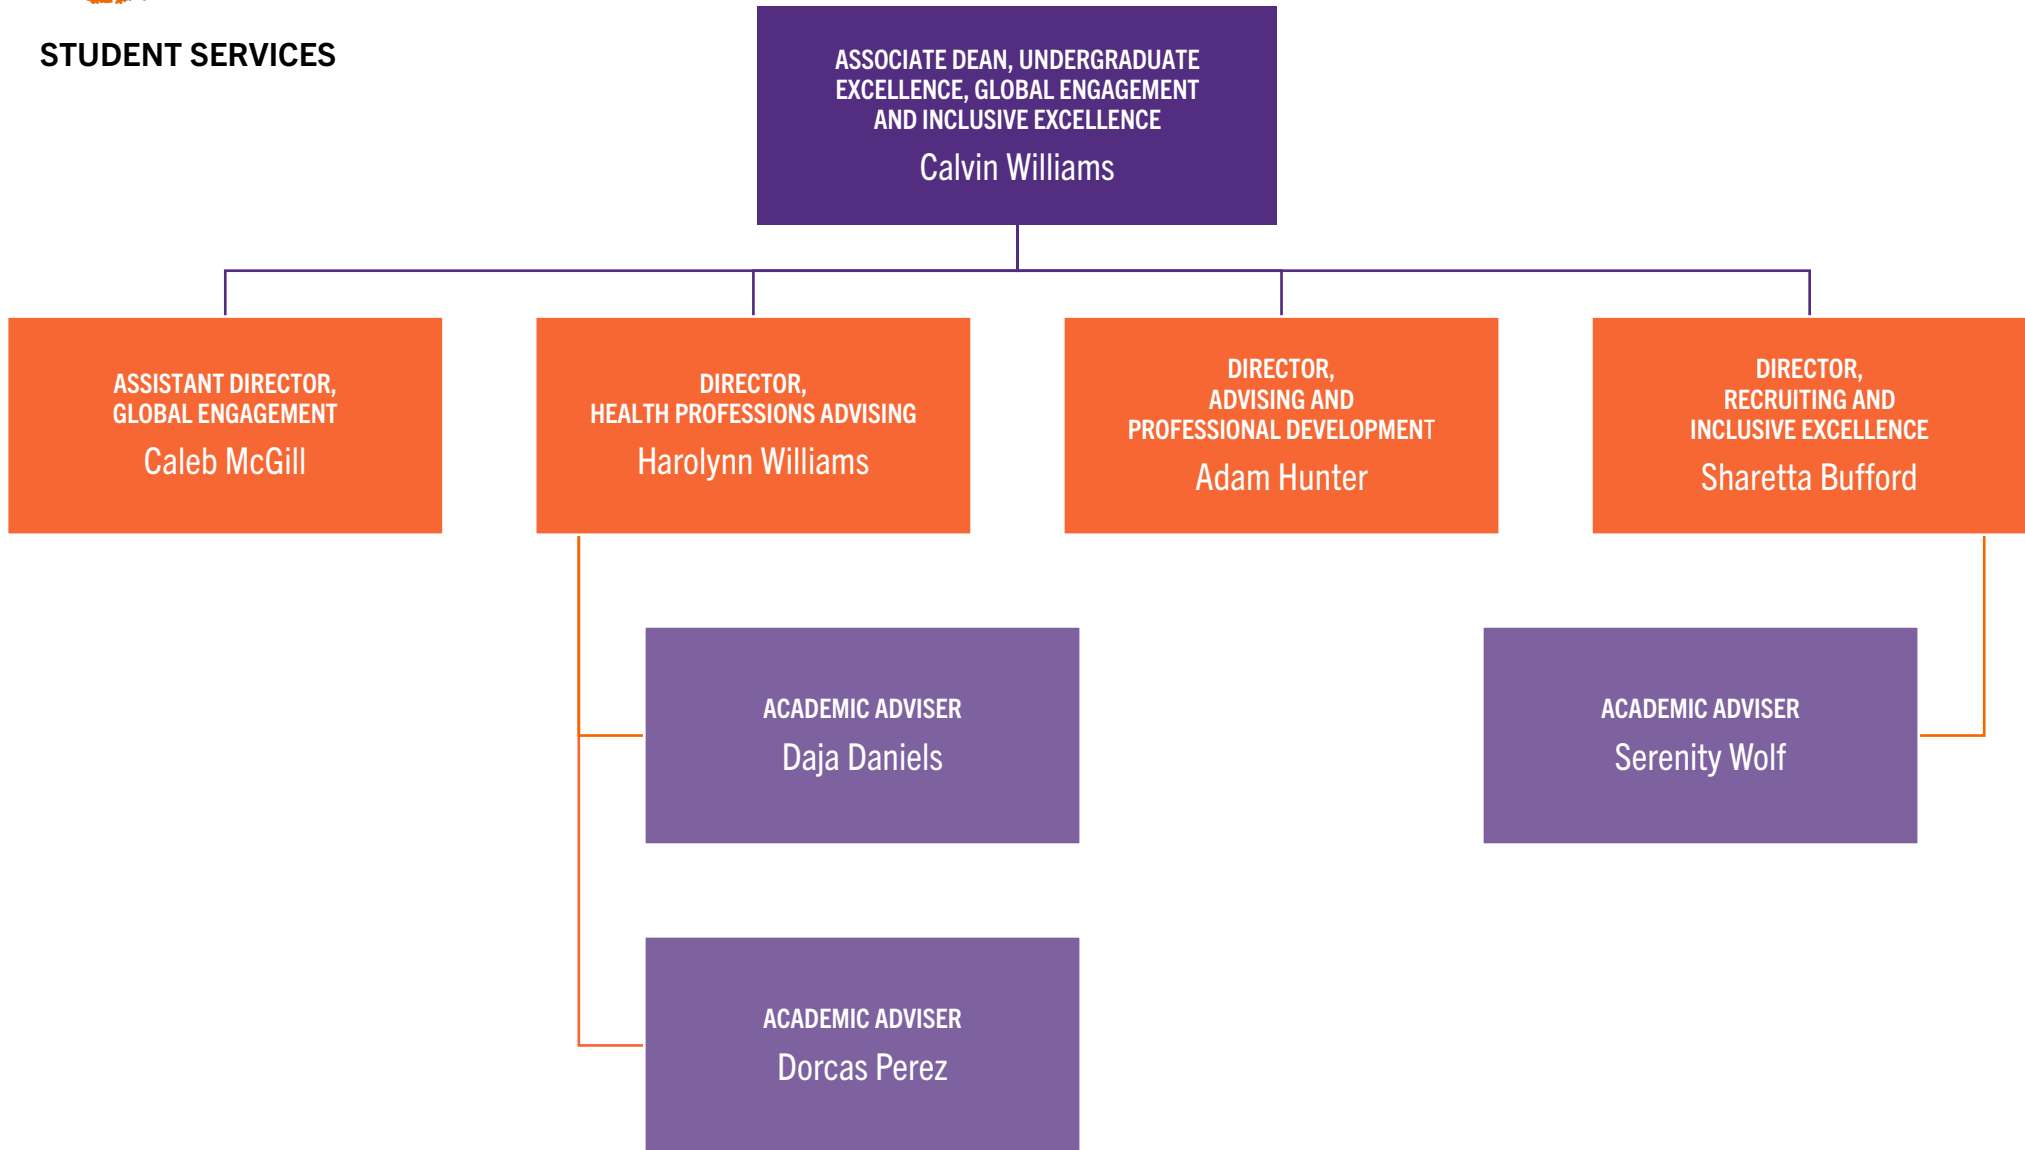 STUDENT SERVICES
ASSOCIATE DEAN, UNDERGRADUATE
EXCELLENCE, GLOBAL ENGAGEMENT
AND INCLUSIVE EXCELLENCE
Calvin Williams
ASSISTANT DIRECTOR,
GLOBAL ENGAGEMENT
Caleb McGill
DIRECTOR,
HEALTH PROFESSIONS ADVISING
Harolynn Williams
DIRECTOR,
ADVISING AND
PROFESSIONAL DEVELOPMENT
Adam Hunter
DIRECTOR,
RECRUITING AND
INCLUSIVE EXCELLENCE
Sharetta Bufford
ACADEMIC ADVISER
Daja Daniels
ACADEMIC ADVISER
Serenity Wolf
ACADEMIC ADVISER
Dorcas Perez